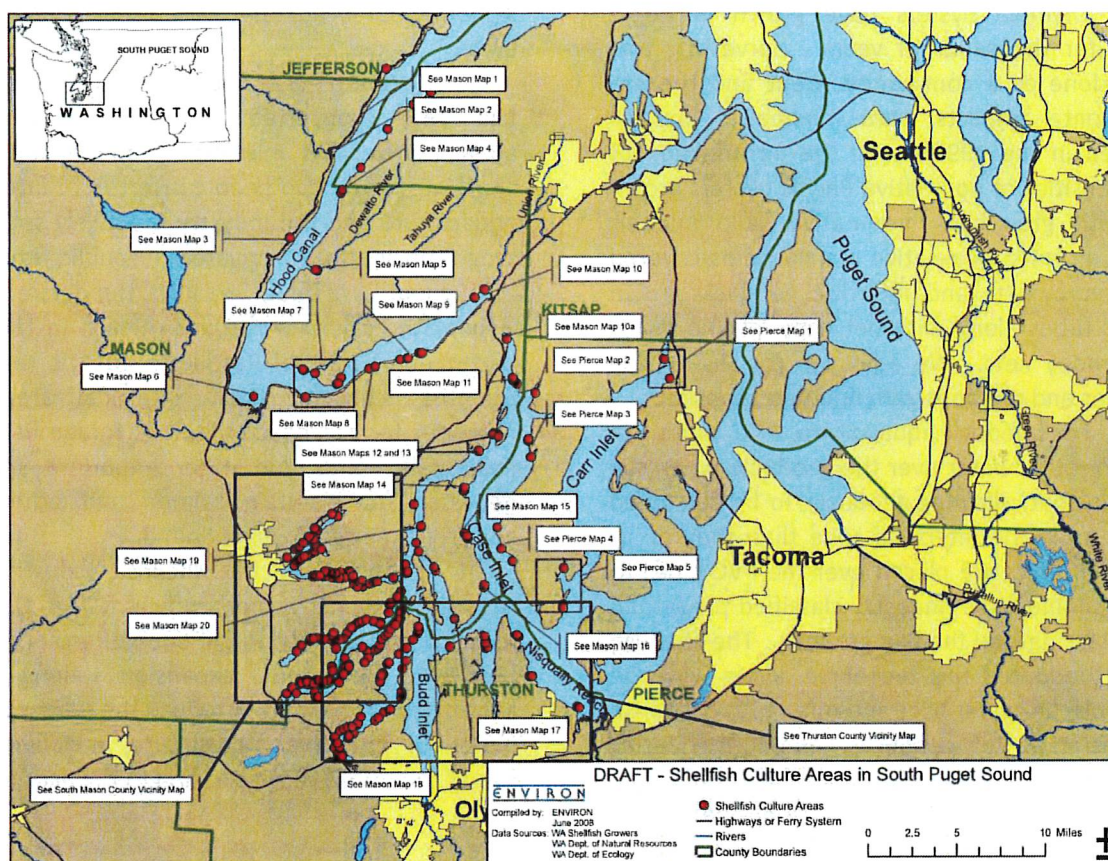 SOUTH PUGET SOUND
WASHINGTON
JEFFERSON
See Mason Map 1
See Mason Map 2
See Mason Map 4
Seattle
Dewatto River
Tahuya River
Union River
Duwamish River
See Mason Map 3
Hood Canal
See Mason Map 5
See Mason Map 10
Puget Sound
See Mason Map 7
See Mason Map 9
KITSAP
See Mason Map 10a
See Pierce Map 1
MASON
See Pierce Map 2
See Mason Map 6
See Mason Map 11
See Pierce Map 3
See Mason Map 8
Green River
Carr Inlet
See Mason Maps 12 and 13
See Mason Map 14
See Mason Map 15
Case Inlet
See Pierce Map 4
Tacoma
White River
See Mason Map 19
See Pierce Map 5
Puyallup River
See Mason Map 20
See Mason Map 16
Nisqually Reach
THURSTON
PIERCE
Budd Inlet
See Mason Map 17
See Thurston County Vicinity Map
See South Mason County Vicinity Map
See Mason Map 18
Oly
DRAFT - Shellfish Culture Areas in South Puget Sound
ENVIRON
Compiled by: ENVIRON
June 2008
Data Sources: WA Shellfish Growers
WA Dept. of Natural Resources
WA Dept. of Ecology
Shellfish Culture Areas
Highways or Ferry System
Rivers
County Boundaries
0 2.5 5 10 Miles